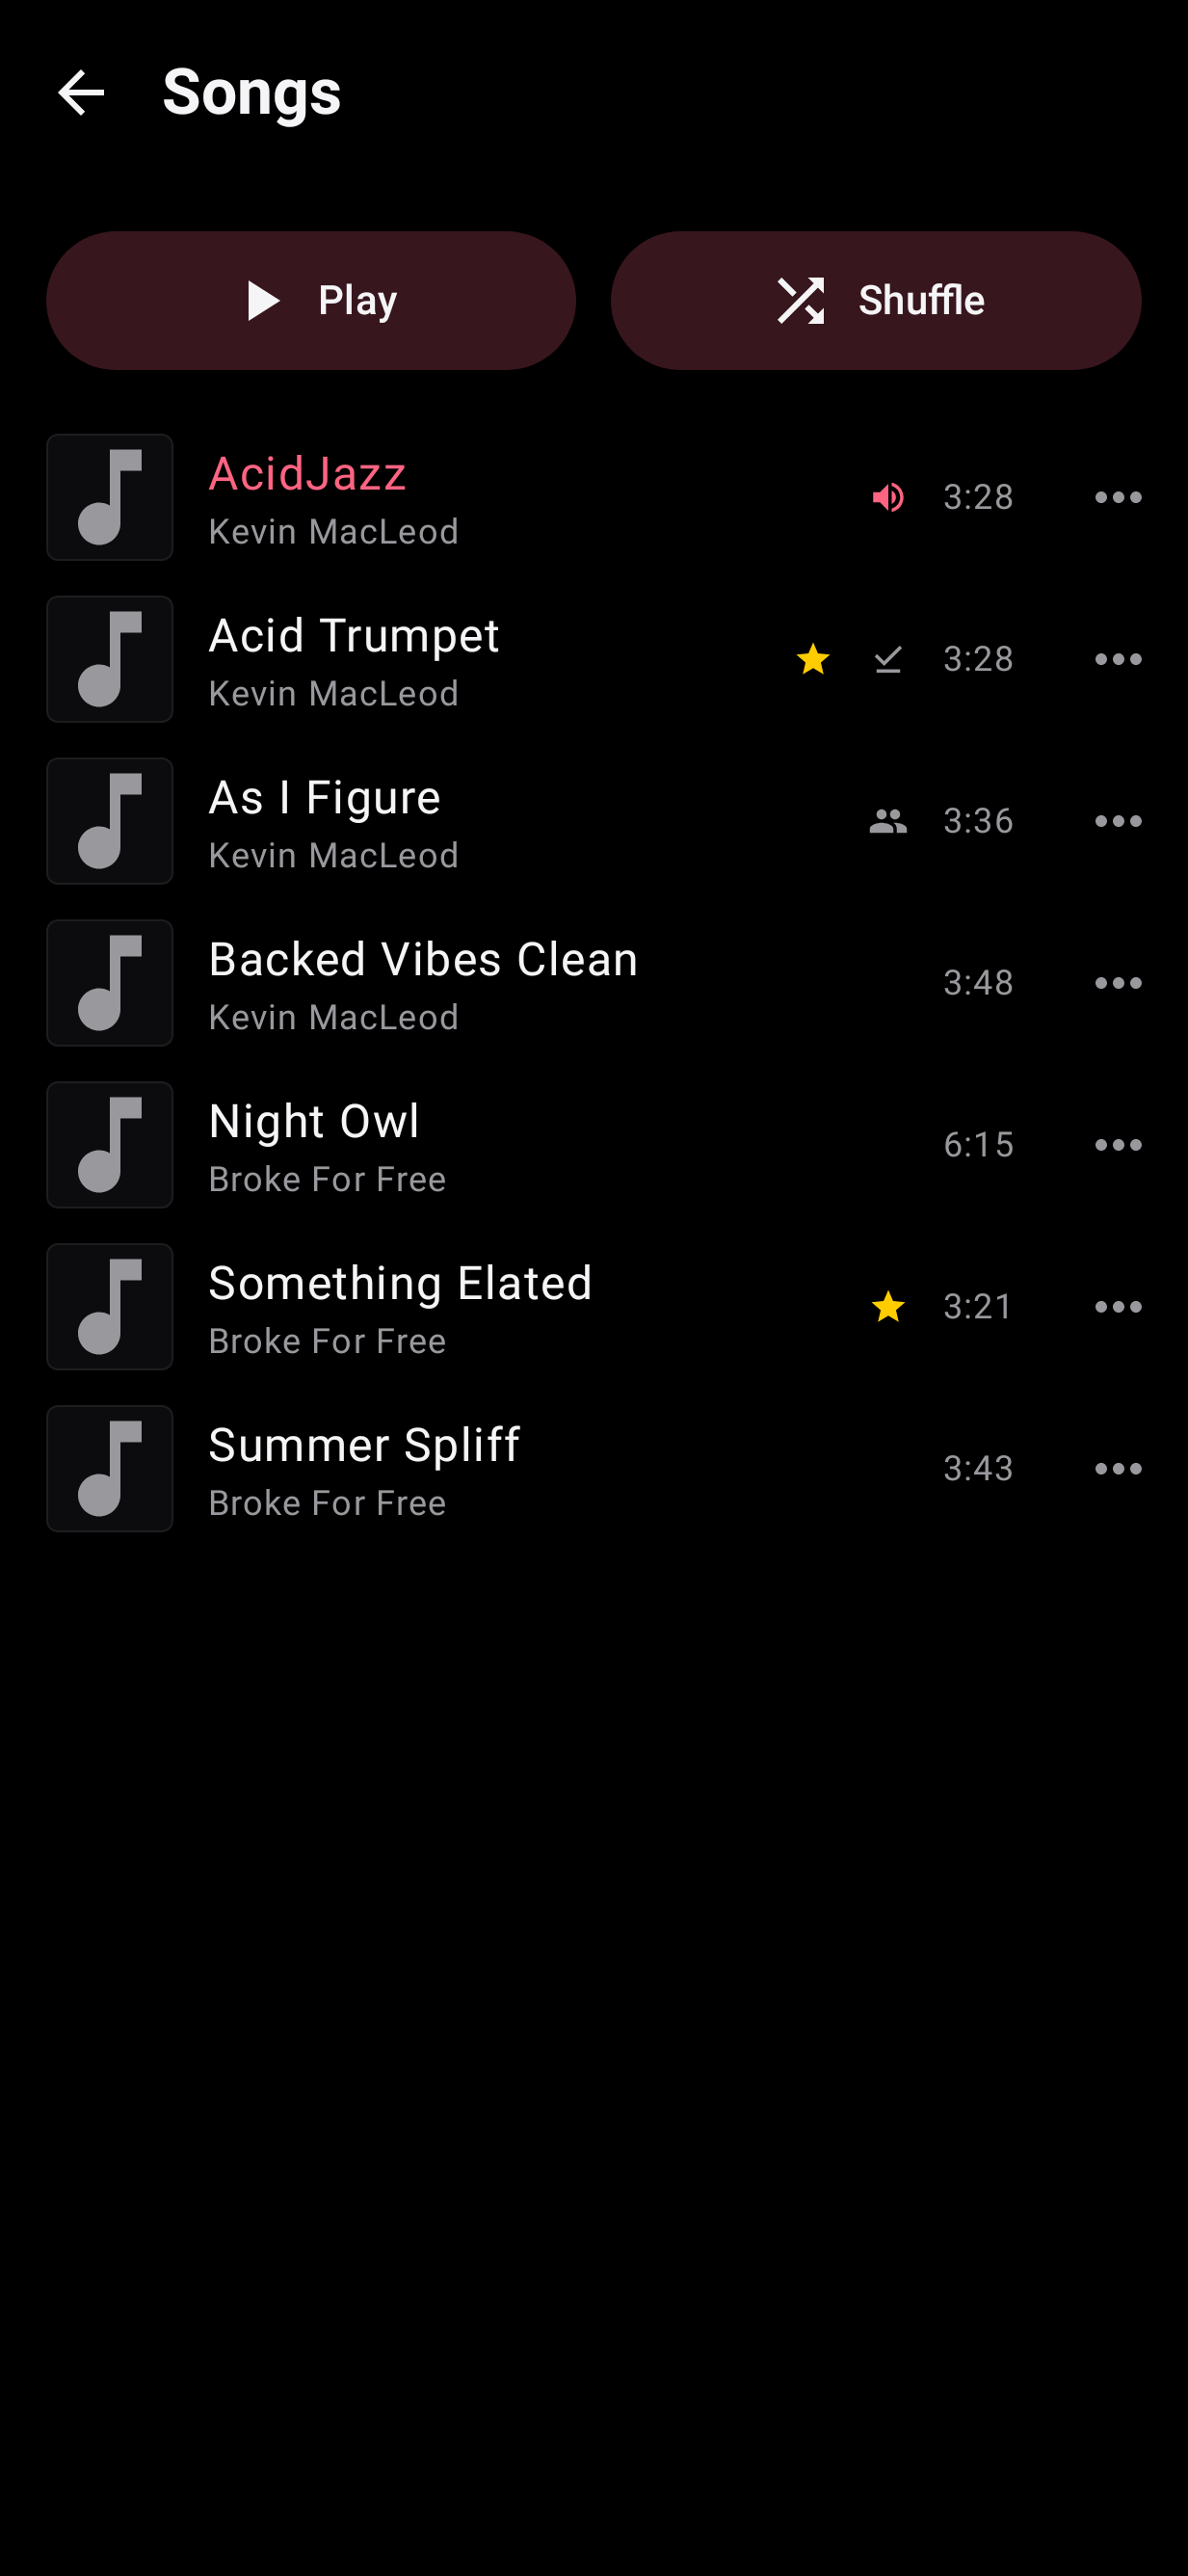 Songs
Play
Shuffle
AcidJazz
Kevin MacLeod
3:28
Acid Trumpet
Kevin MacLeod
3:28
As I Figure
Kevin MacLeod
3:36
Backed Vibes Clean
Kevin MacLeod
3:48
Night Owl
Broke For Free
6:15
Something Elated
Broke For Free
3:21
Summer Spliff
Broke For Free
3:43